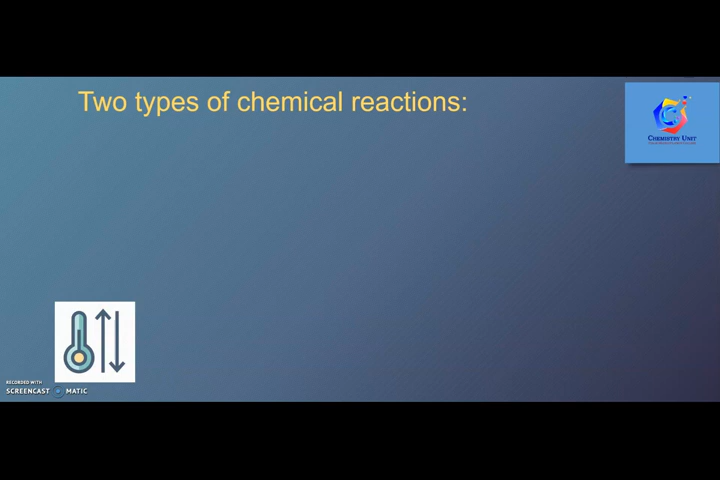 Two types of chemical reactions:
CHEMISTRY UNIT
RECORDED WITH
SCREENCAST MATIC